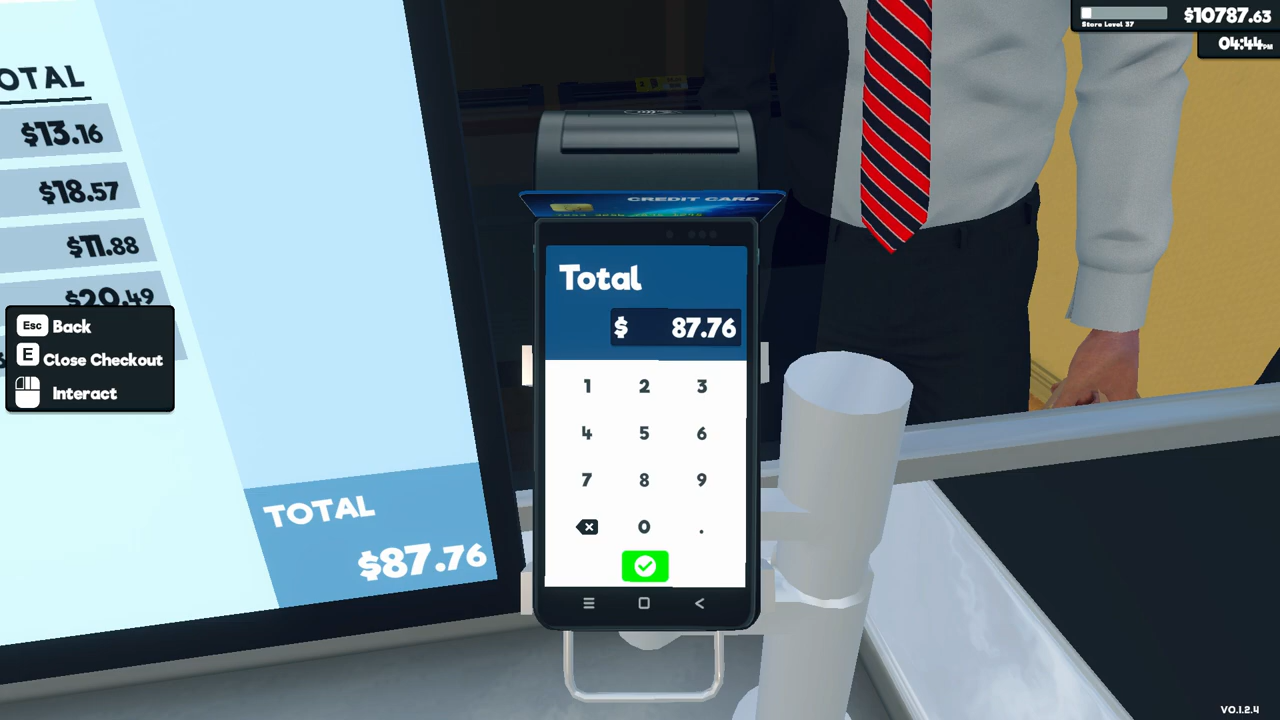 $10787.63
Store Level 37
04:44PM
OTAL
$13.16
$18.57
$11.88
$20.49
Esc Back
E Close Checkout
Interact
TOTAL
$87.76
CREDIT CARD
Total
$ 87.76
1 2 3
4 5 6
7 8 9
0 .
V0.1.2.4